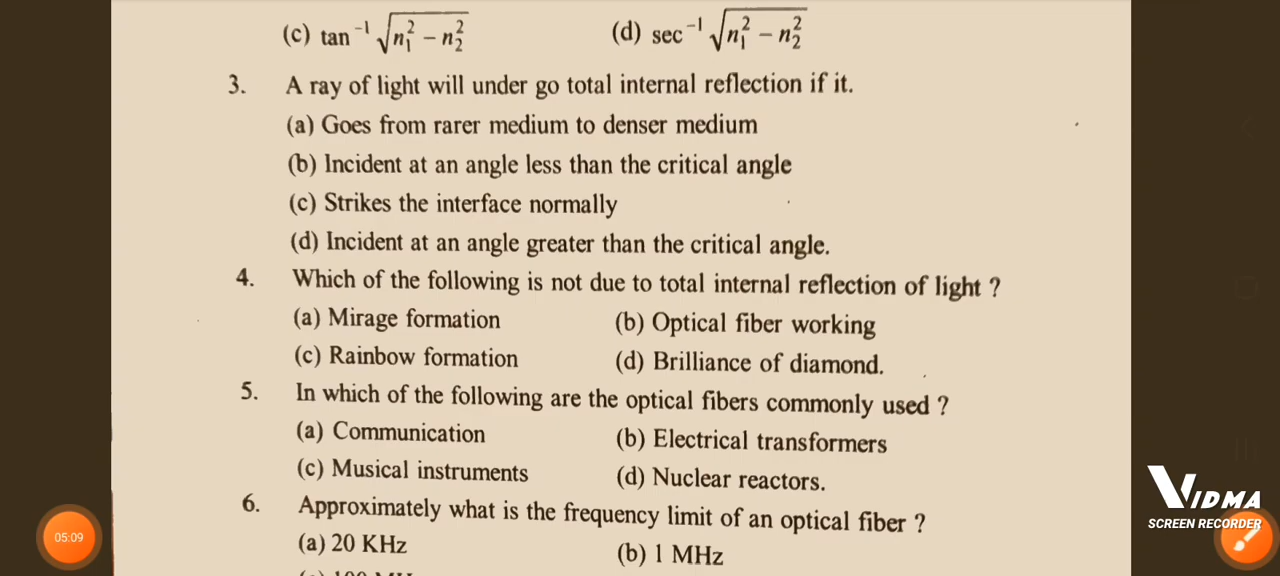 (c) tan⁻¹ √(n₁² − n₂²) (d) sec⁻¹ √(n₁² − n₂²)
3. A ray of light will under go total internal reflection if it.
(a) Goes from rarer medium to denser medium
(b) Incident at an angle less than the critical angle
(c) Strikes the interface normally
(d) Incident at an angle greater than the critical angle.
4. Which of the following is not due to total internal reflection of light ?
(a) Mirage formation (b) Optical fiber working
(c) Rainbow formation (d) Brilliance of diamond.
5. In which of the following are the optical fibers commonly used ?
(a) Communication (b) Electrical transformers
(c) Musical instruments (d) Nuclear reactors.
6. Approximately what is the frequency limit of an optical fiber ?
(a) 20 KHz (b) 1 MHz
05:09
VIDMA
SCREEN RECORDER